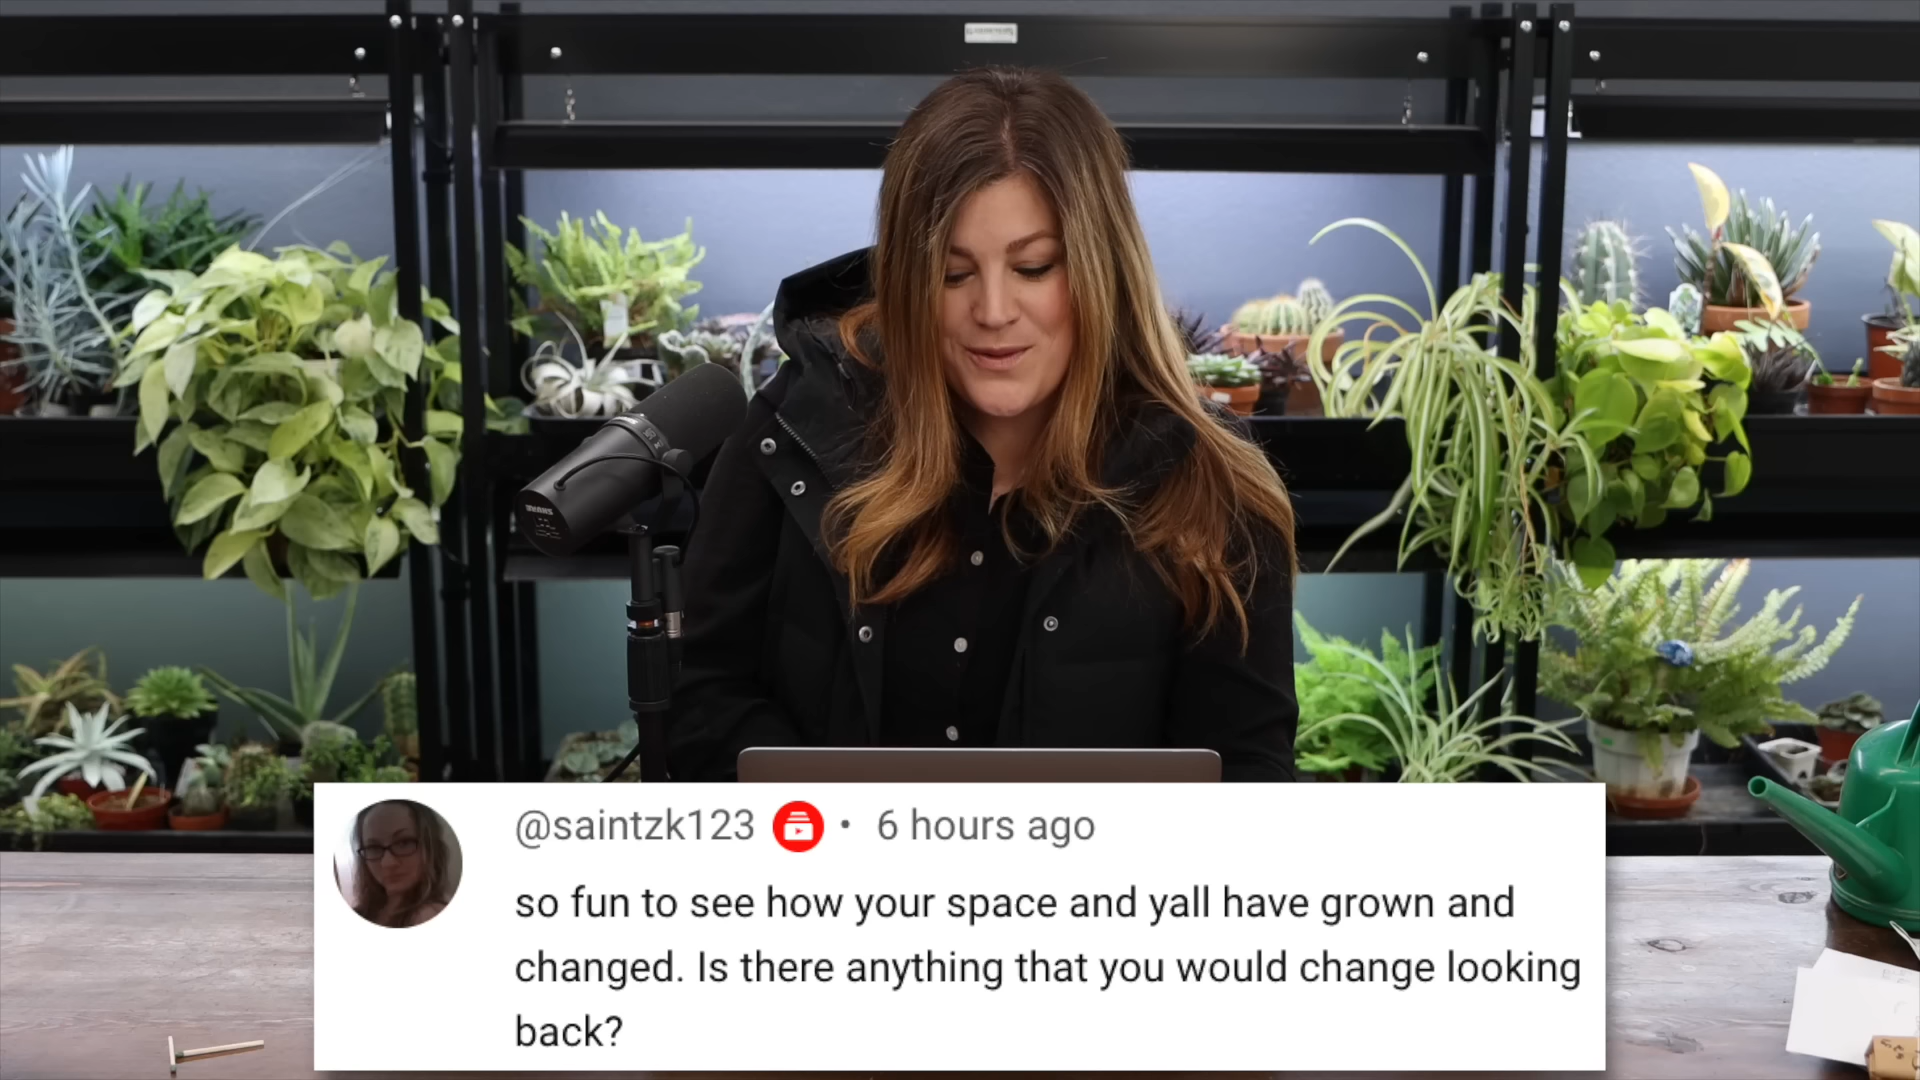 @saintzk123 • 6 hours ago
so fun to see how your space and yall have grown and
changed. Is there anything that you would change looking
back?